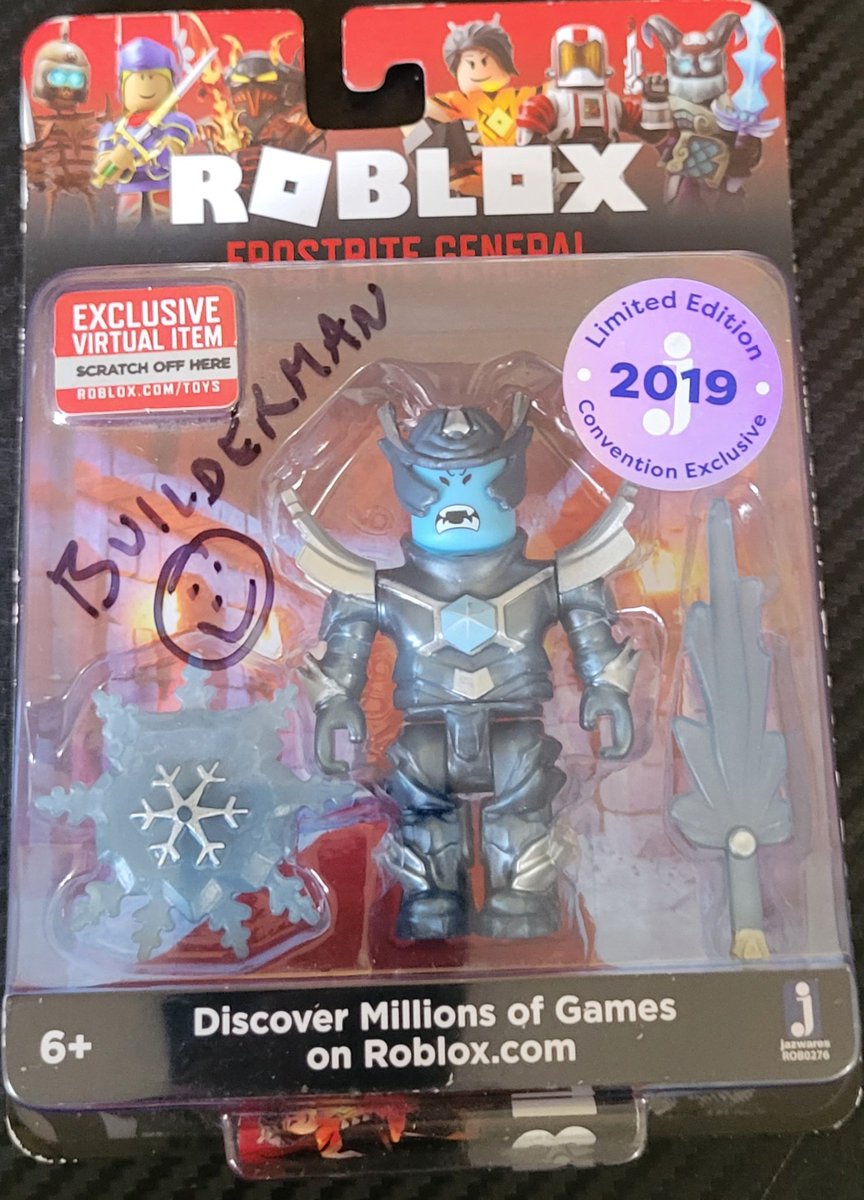 ROBLOX
FROSTBITE GENERAL
EXCLUSIVE
VIRTUAL ITEM
SCRATCH OFF HERE
ROBLOX.COM/TOYS
BUILDERMAN
Limited Edition
j
2019
Convention Exclusive
6+
Discover Millions of Games
on Roblox.com
j
jazwares
ROB0276